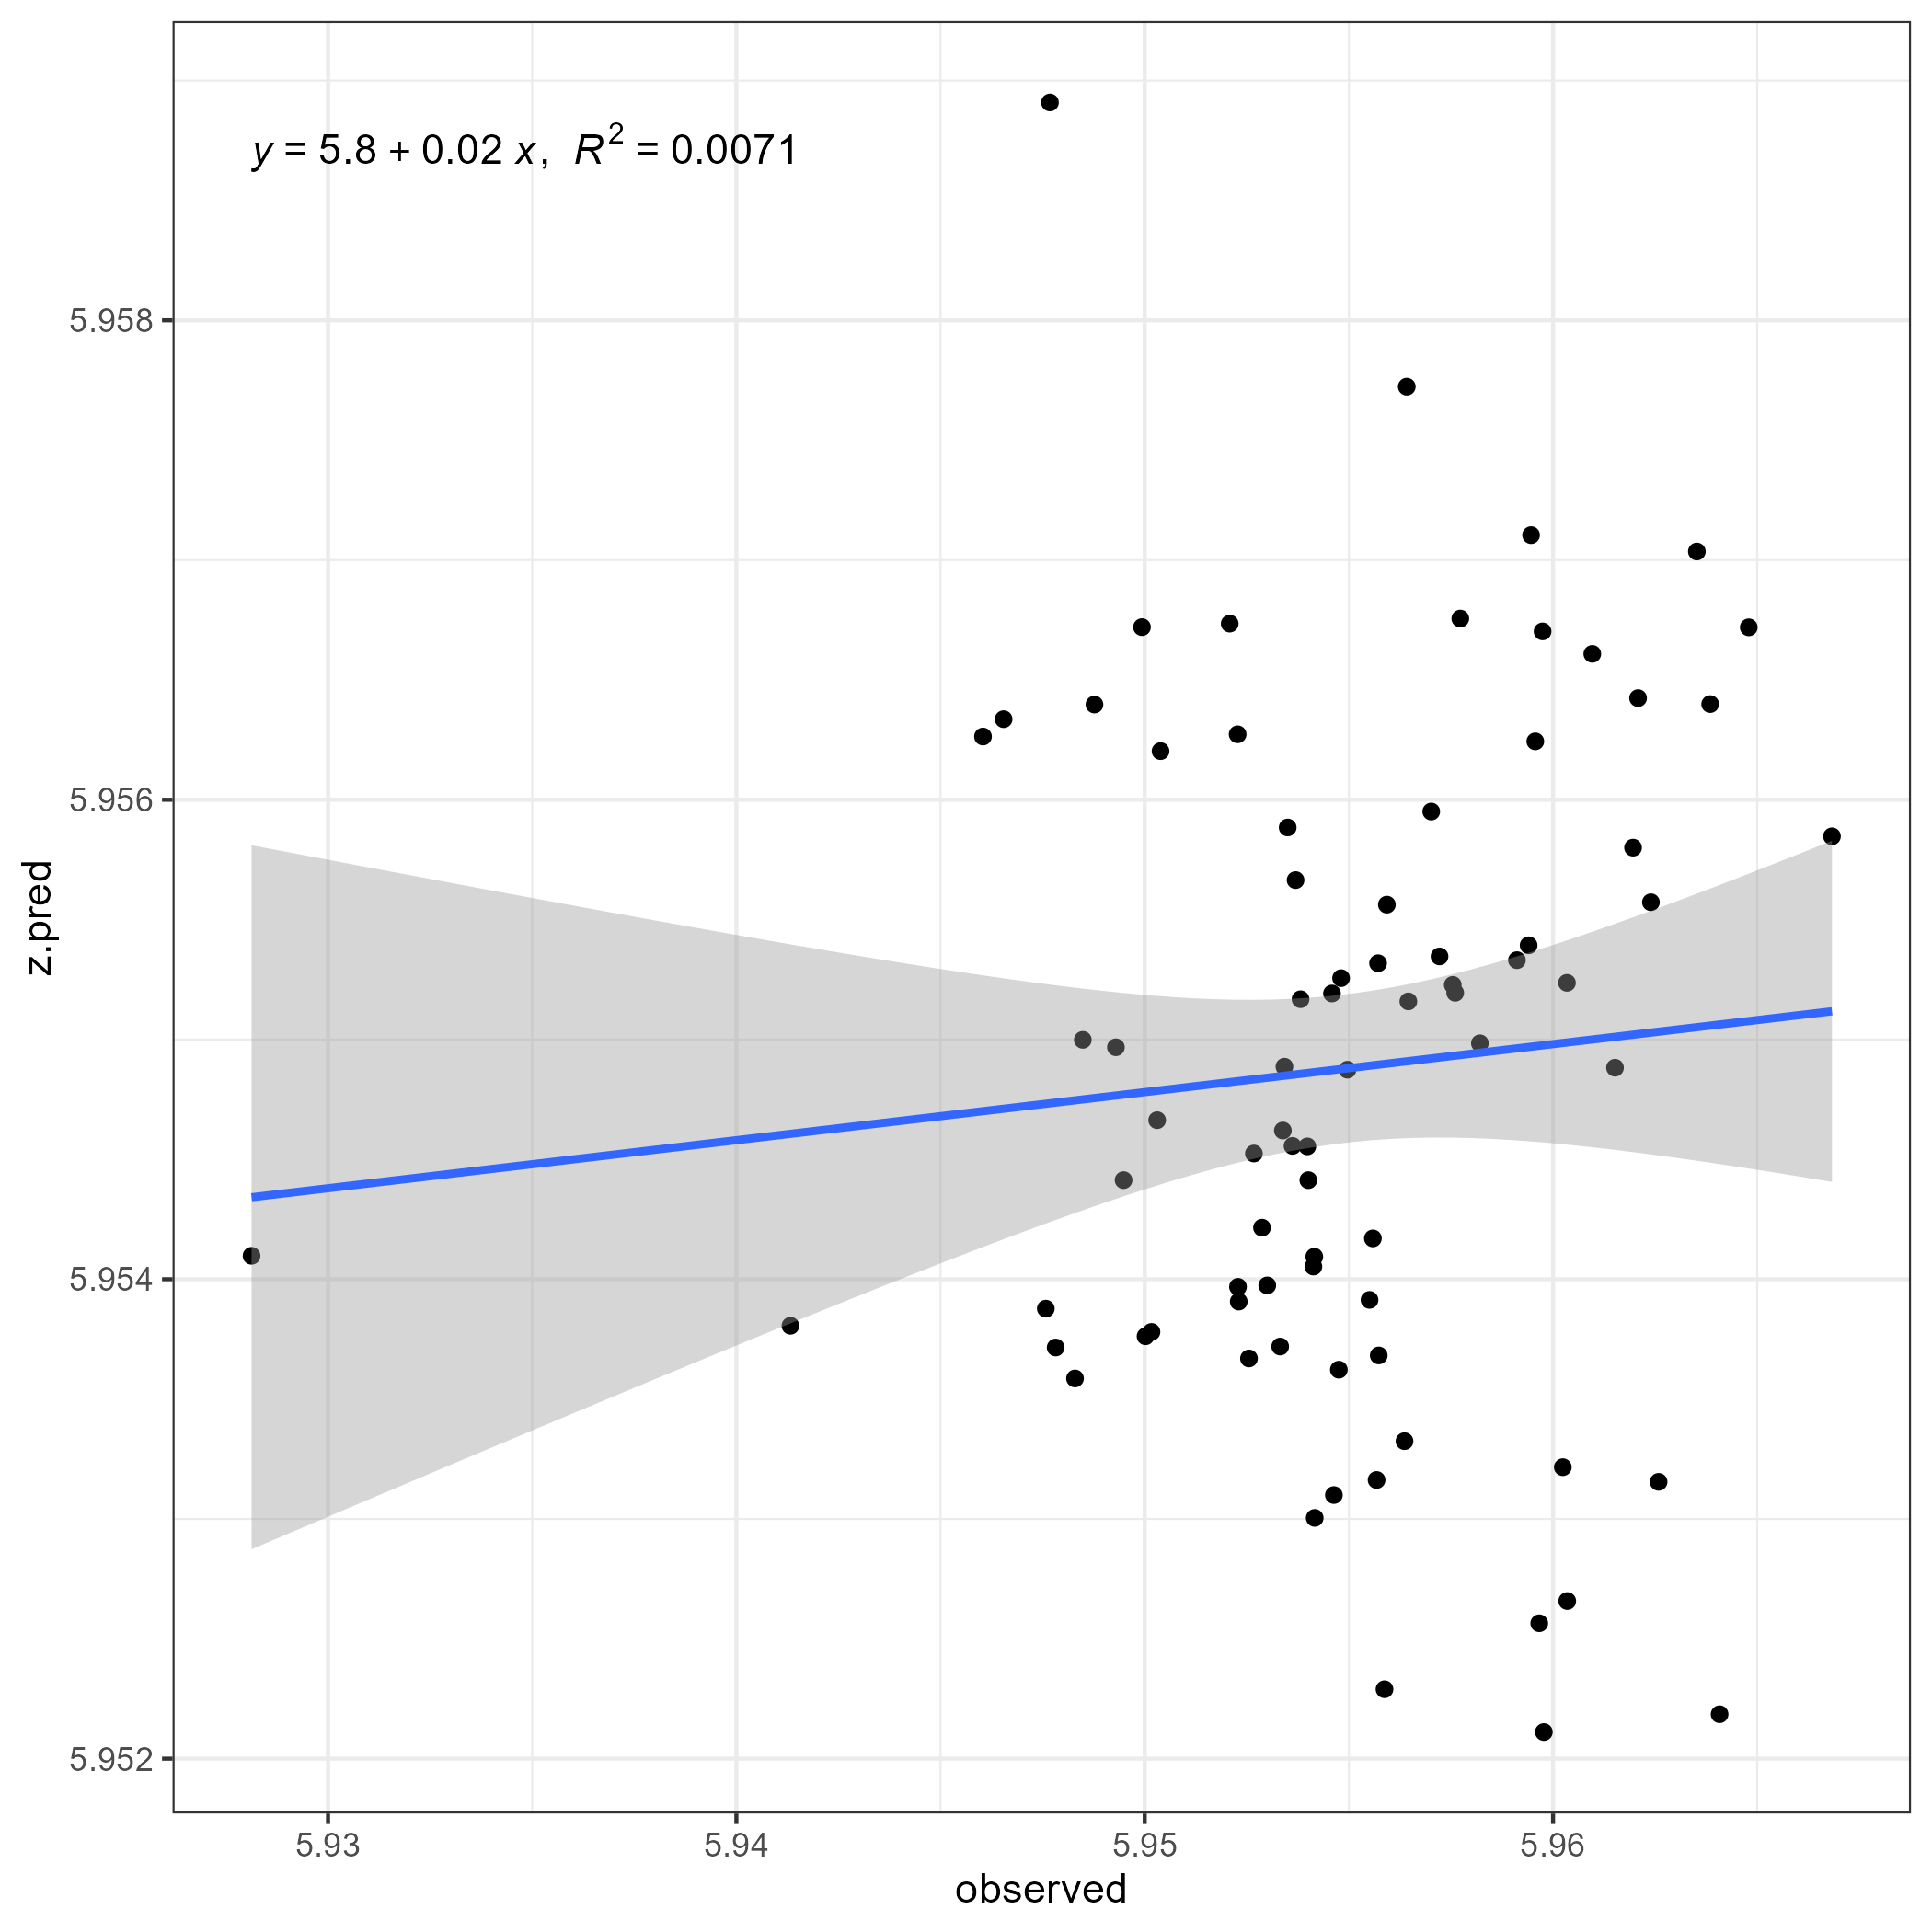 y = 5.8 + 0.02 x, R² = 0.0071
5.958
5.956
5.954
5.952
z.pred
5.93 5.94 5.95 5.96
observed